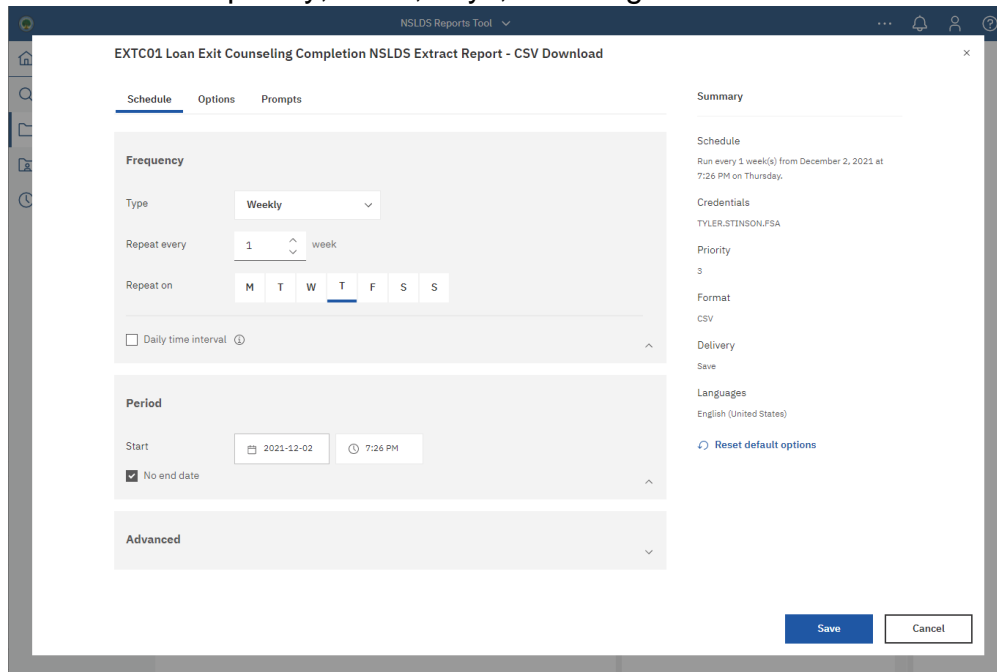 NSLDS Reports Tool
EXTC01 Loan Exit Counseling Completion NSLDS Extract Report - CSV Download
Schedule Options Prompts
Frequency
Type Weekly
Repeat every 1 week
Repeat on M T W T F S S
Daily time interval
Period
Start 2021-12-02 7:26 PM
No end date
Advanced
Summary
Schedule
Run every 1 week(s) from December 2, 2021 at
7:26 PM on Thursday.
Credentials
TYLER.STINSON.FSA
Priority
3
Format
CSV
Delivery
Save
Languages
English (United States)
Reset default options
Save Cancel